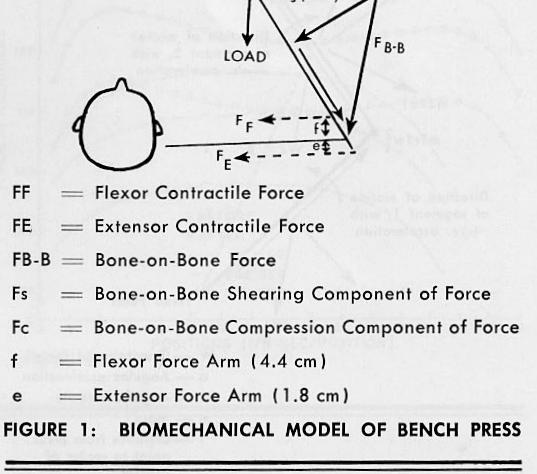 LOAD
F B-B
F F
f
e
F E
FF = Flexor Contractile Force
FE = Extensor Contractile Force
FB-B = Bone-on-Bone Force
Fs = Bone-on-Bone Shearing Component of Force
Fc = Bone-on-Bone Compression Component of Force
f = Flexor Force Arm (4.4 cm)
e = Extensor Force Arm (1.8 cm)
FIGURE 1: BIOMECHANICAL MODEL OF BENCH PRESS